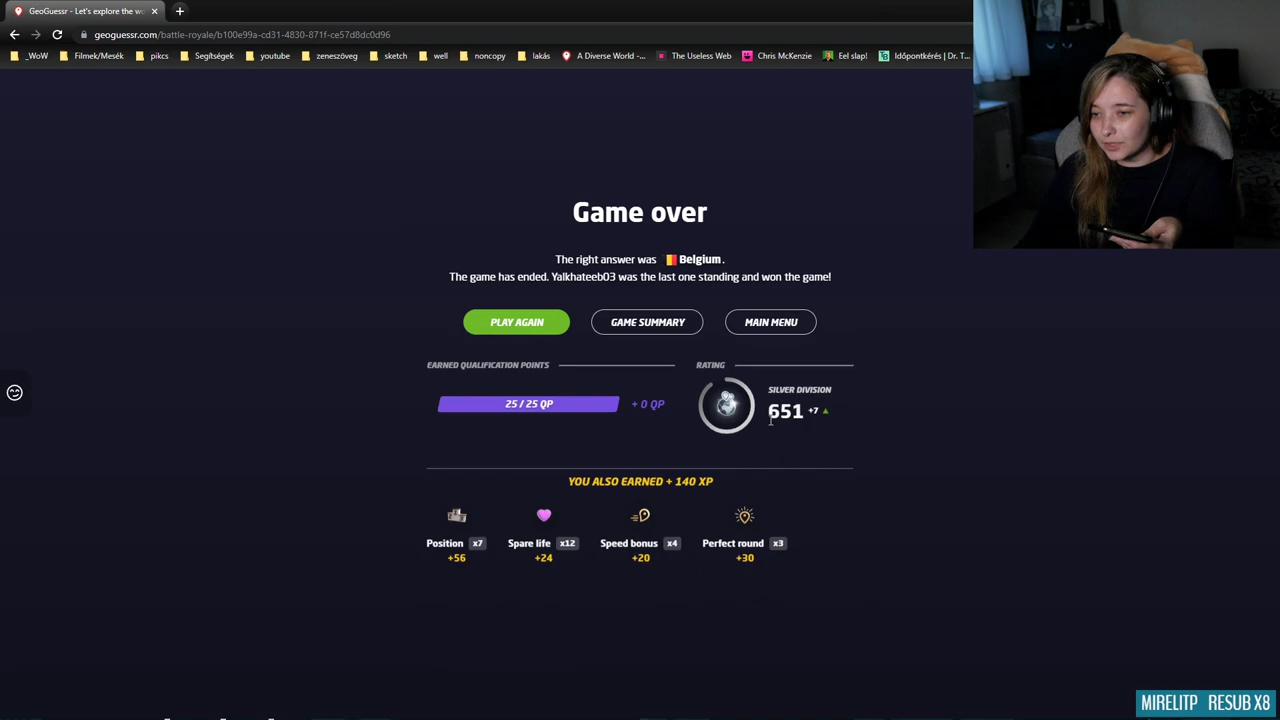 GeoGuessr - Let's explore the wo
geoguessr.com/battle-royale/b100e99a-cd31-4830-871f-ce57d8dc0d96
_WoW Filmek/Mesék pikcs Segítségek youtube zeneszöveg sketch well noncopy lakás A Diverse World -... The Useless Web Chris McKenzie Eel slap! Időpontkérés | Dr. T...
Game over
The right answer was Belgium.
The game has ended. Yalkhateeb03 was the last one standing and won the game!
PLAY AGAIN GAME SUMMARY MAIN MENU
EARNED QUALIFICATION POINTS RATING
25 / 25 QP + 0 QP
SILVER DIVISION
651 +7
YOU ALSO EARNED + 140 XP
Position x7 Spare life x12 Speed bonus x4 Perfect round x3
+56 +24 +20 +30
MIRELITP RESUB X8